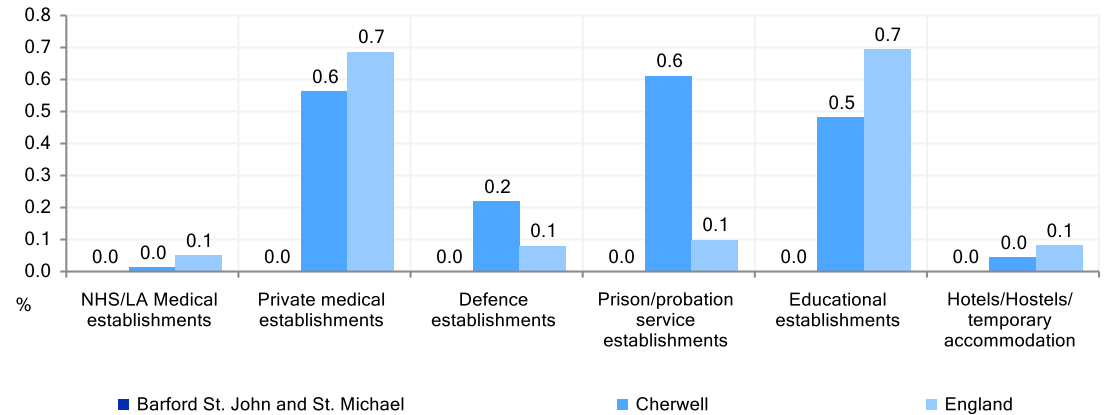 0.8
0.7
0.6
0.5
0.4
0.3
0.2
0.1
0.0
%
0.0 0.0 0.1
0.0 0.6 0.7
0.0 0.2 0.1
0.0 0.6 0.1
0.0 0.5 0.7
0.0 0.0 0.1
NHS/LA Medical
establishments
Private medical
establishments
Defence
establishments
Prison/probation
service
establishments
Educational
establishments
Hotels/Hostels/
temporary
accommodation
Barford St. John and St. Michael
Cherwell
England